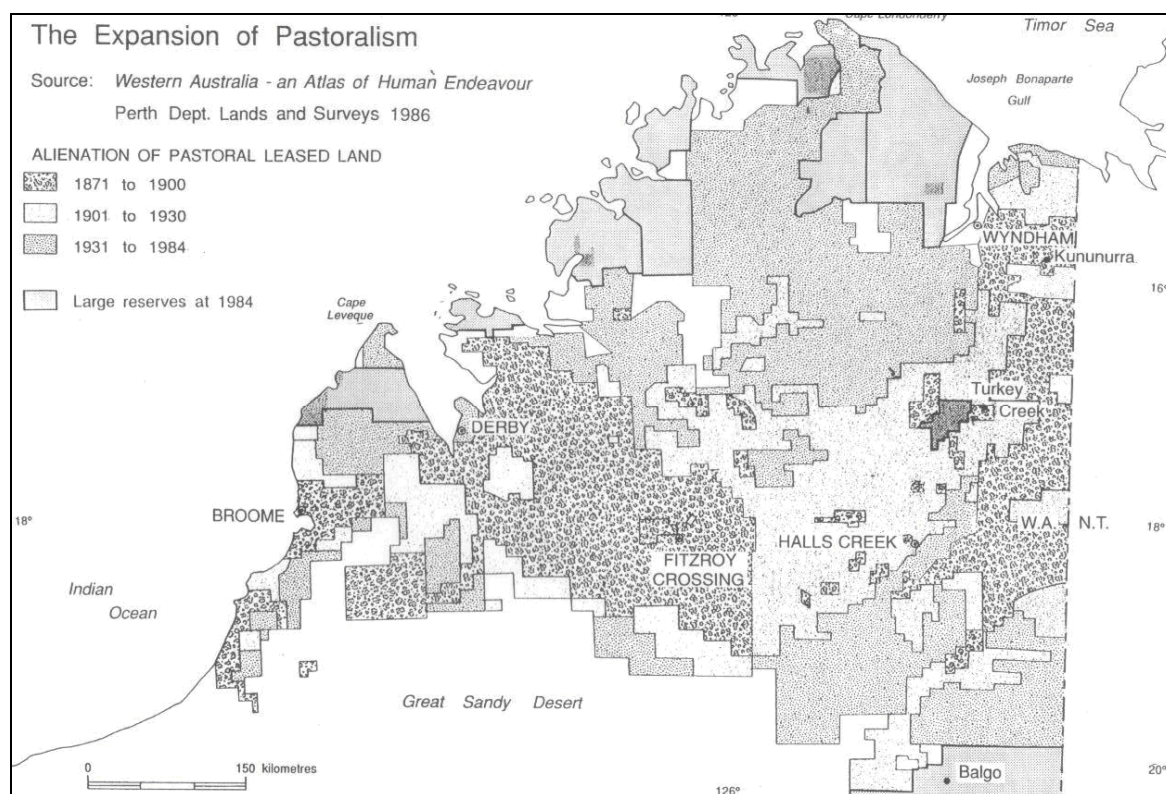 The Expansion of Pastoralism
Source: Western Australia - an Atlas of Human Endeavour
Perth Dept. Lands and Surveys 1986
ALIENATION OF PASTORAL LEASED LAND
1871 to 1900
1901 to 1930
1931 to 1984
Large reserves at 1984
Cape Londonderry
Timor Sea
Joseph Bonaparte
Gulf
WYNDHAM
Kununurra
16°
Cape
Leveque
Turkey
Creek
DERBY
BROOME
18°
W.A.
N.T.
18°
HALLS CREEK
FITZROY
CROSSING
Indian
Ocean
Great Sandy Desert
0
150 kilometres
126°
Balgo
20°